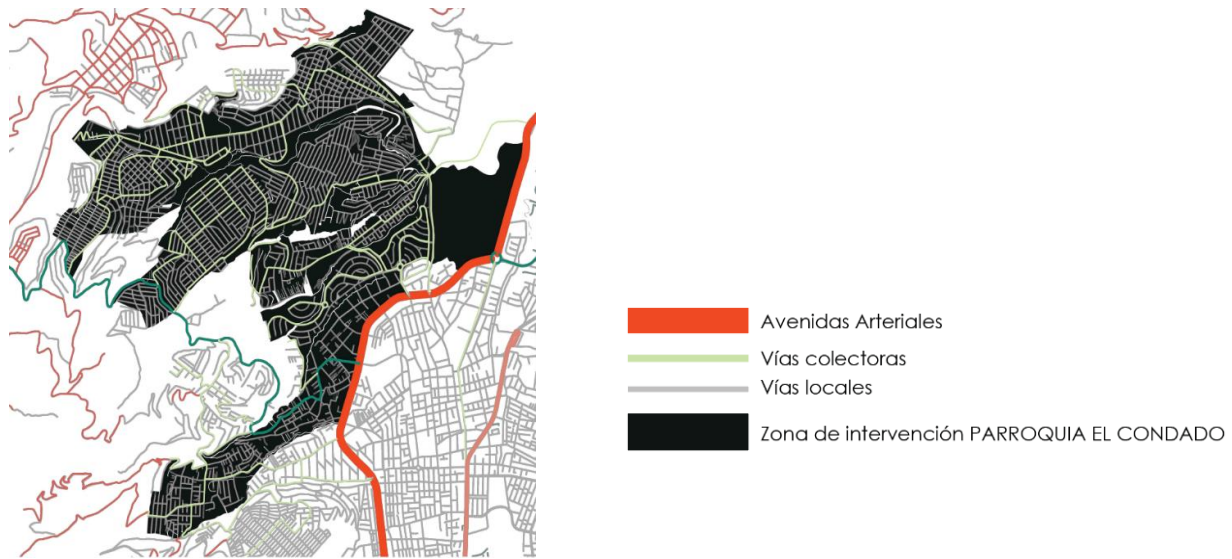 Avenidas Arteriales
Vías colectoras
Vías locales
Zona de intervención PARROQUIA EL CONDADO